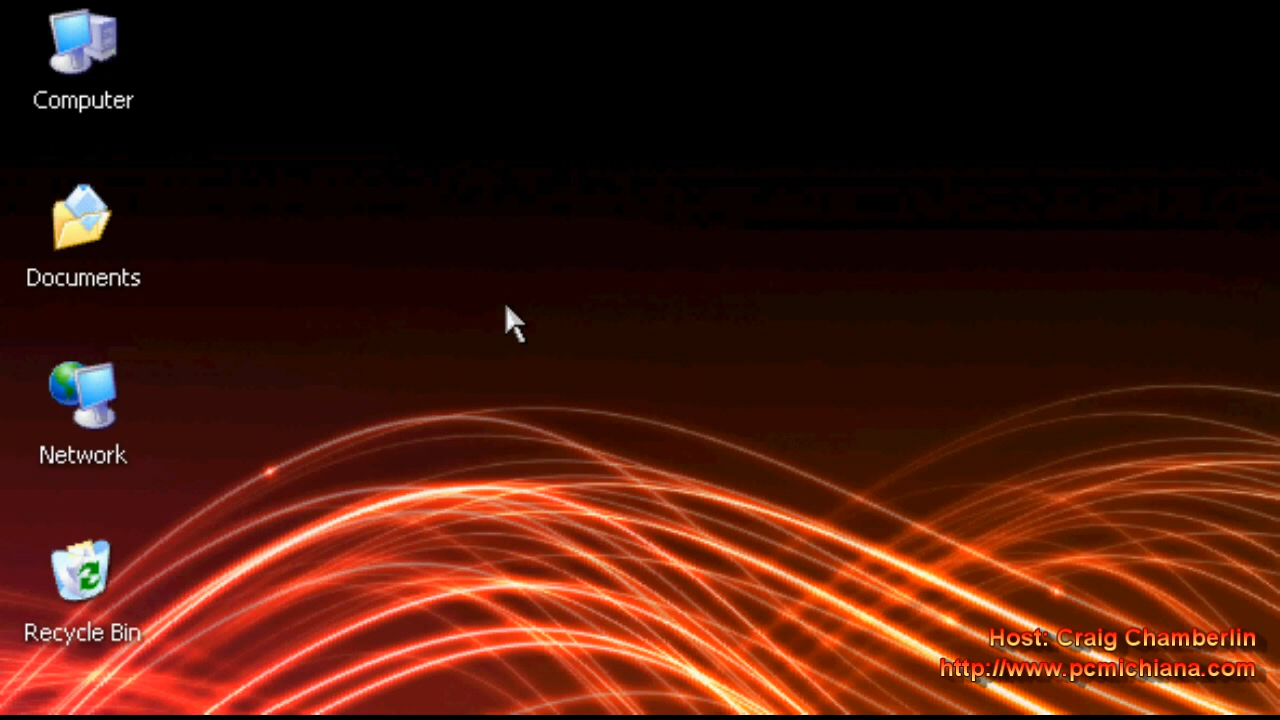 Computer
Documents
Network
Recycle Bin
Host: Craig Chamberlin
http://www.pcmichiana.com